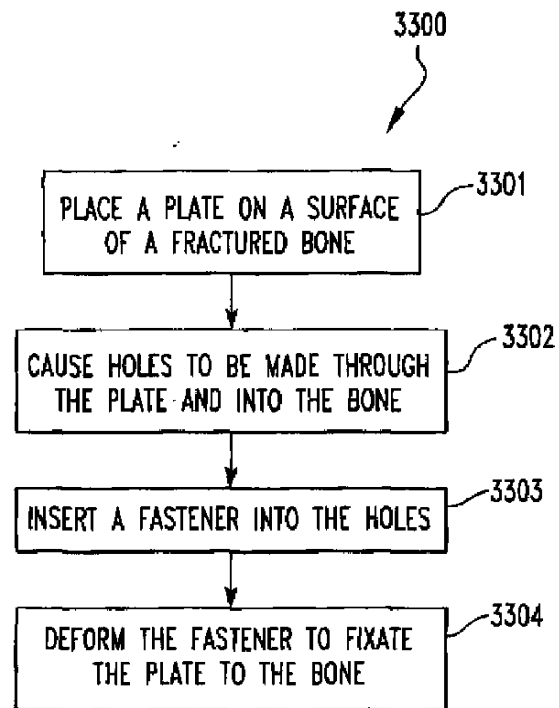 3300
PLACE A PLATE ON A SURFACE
OF A FRACTURED BONE
3301
CAUSE HOLES TO BE MADE THROUGH
THE PLATE AND INTO THE BONE
3302
INSERT A FASTENER INTO THE HOLES
3303
DEFORM THE FASTENER TO FIXATE
THE PLATE TO THE BONE
3304